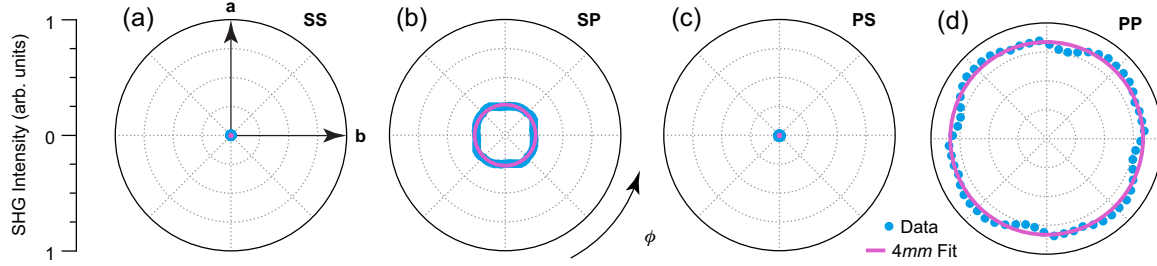 SHG Intensity (arb. units)
1
0
1
(a)
SS
a
b
(b)
SP
ϕ
(c)
PS
(d)
PP
Data
4mm Fit